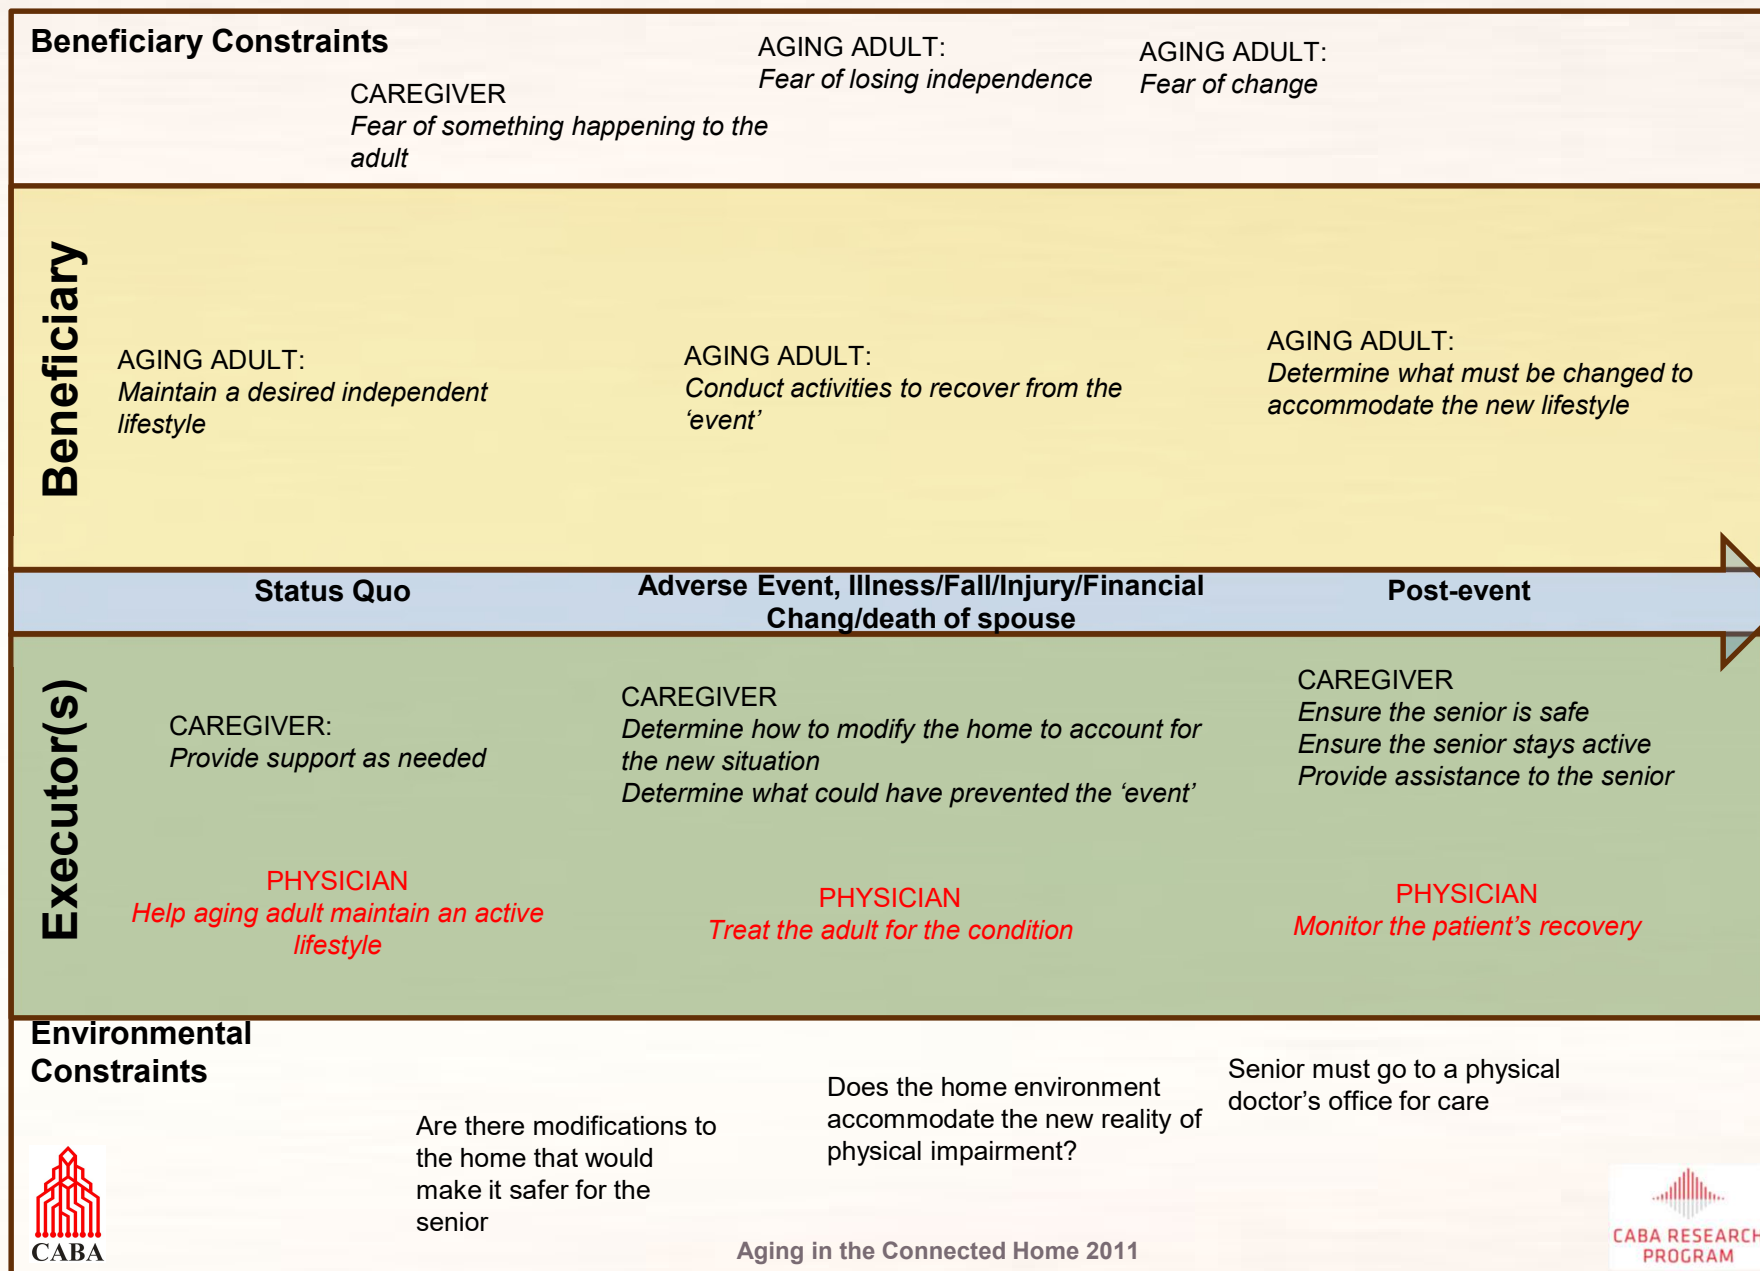 Beneficiary Constraints
CAREGIVER
Fear of something happening to the
adult
AGING ADULT:
Fear of losing independence
AGING ADULT:
Fear of change
Beneficiary
AGING ADULT:
Maintain a desired independent
lifestyle
AGING ADULT:
Conduct activities to recover from the
‘event’
AGING ADULT:
Determine what must be changed to
accommodate the new lifestyle
Status Quo
Adverse Event, Illness/Fall/Injury/Financial
Chang/death of spouse
Post-event
Executor(s)
CAREGIVER:
Provide support as needed
CAREGIVER
Determine how to modify the home to account for
the new situation
Determine what could have prevented the ‘event’
CAREGIVER
Ensure the senior is safe
Ensure the senior stays active
Provide assistance to the senior
PHYSICIAN
Help aging adult maintain an active
lifestyle
PHYSICIAN
Treat the adult for the condition
PHYSICIAN
Monitor the patient’s recovery
Environmental
Constraints
Are there modifications to
the home that would
make it safer for the
senior
Does the home environment
accommodate the new reality of
physical impairment?
Senior must go to a physical
doctor’s office for care
CABA
Aging in the Connected Home 2011
CABA RESEARCH
PROGRAM